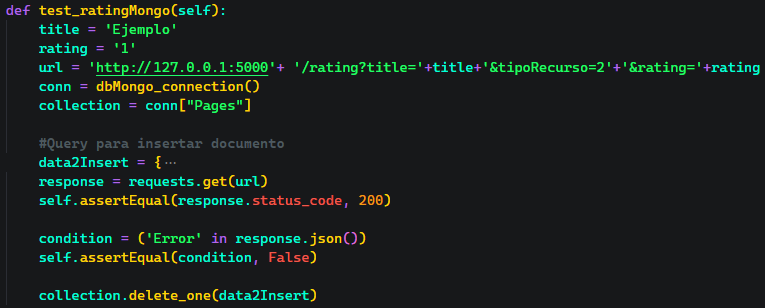 def test_ratingMongo(self):
title = 'Ejemplo'
rating = '1'
url = 'http://127.0.0.1:5000'+ '/rating?title='+title+'&tipoRecurso=2'+'&rating='+rating
conn = dbMongo_connection()
collection = conn["Pages"]
#Query para insertar documento
data2Insert = {…
response = requests.get(url)
self.assertEqual(response.status_code, 200)
condition = ('Error' in response.json())
self.assertEqual(condition, False)
collection.delete_one(data2Insert)